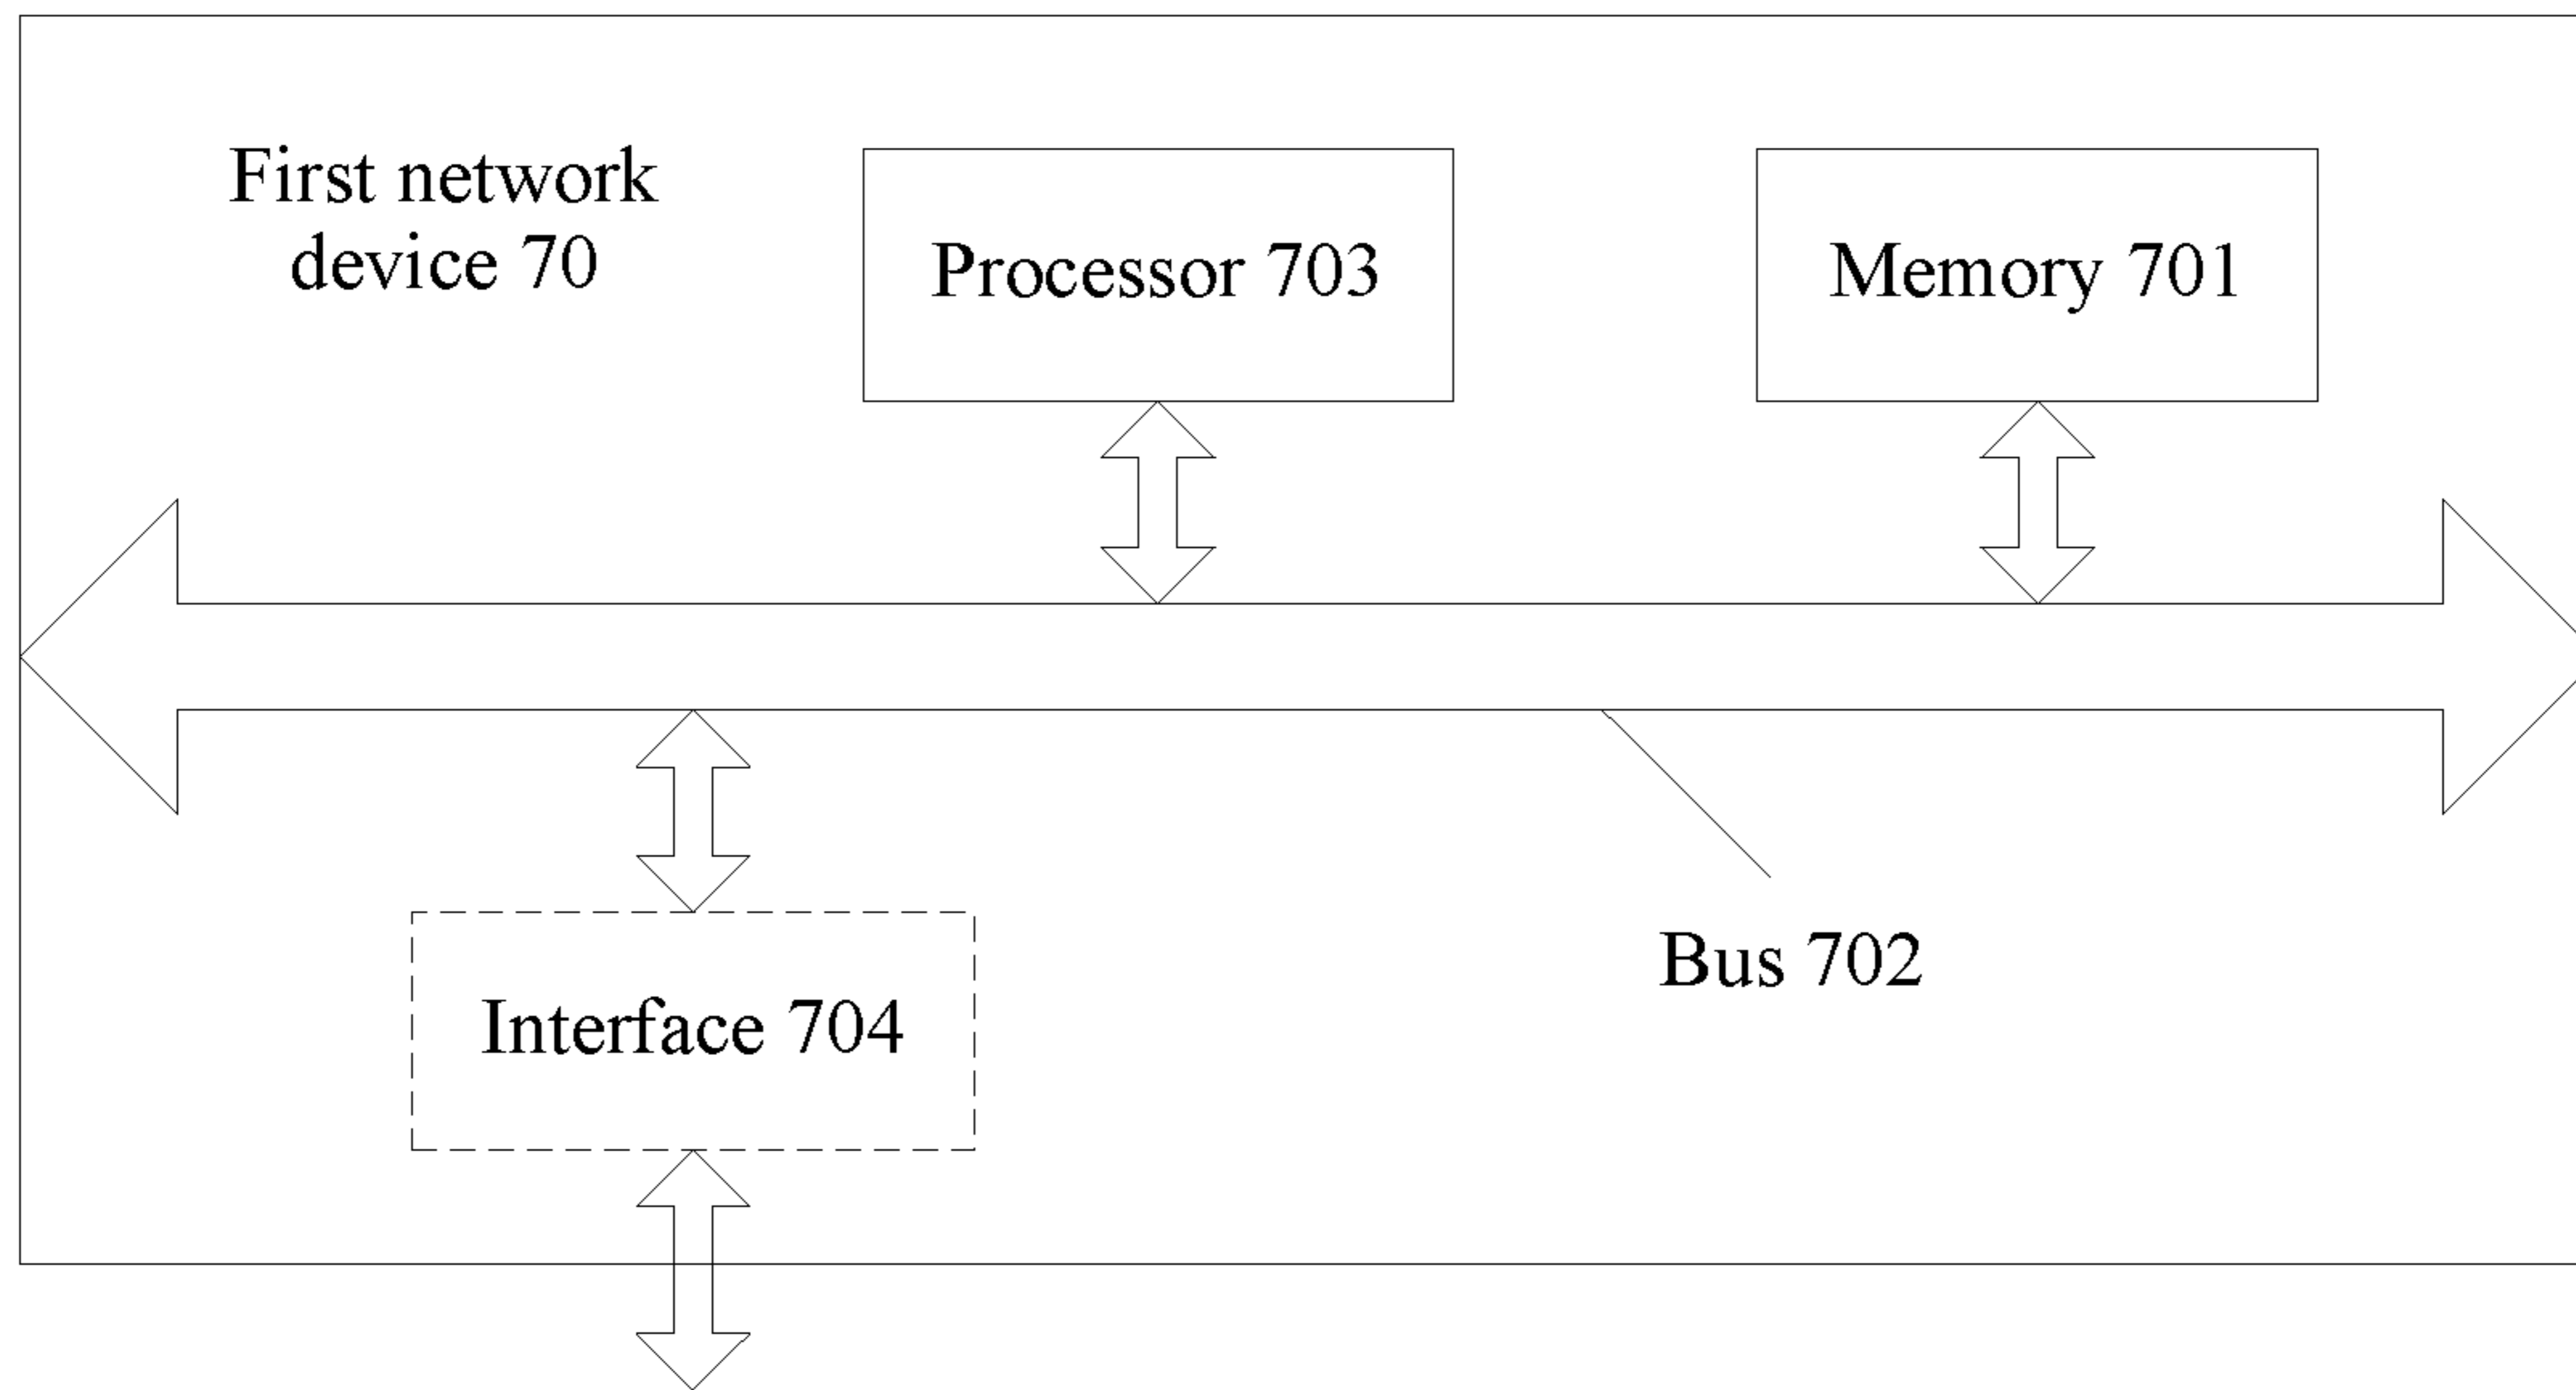 First network
device 70
Processor 703
Memory 701
Interface 704
Bus 702